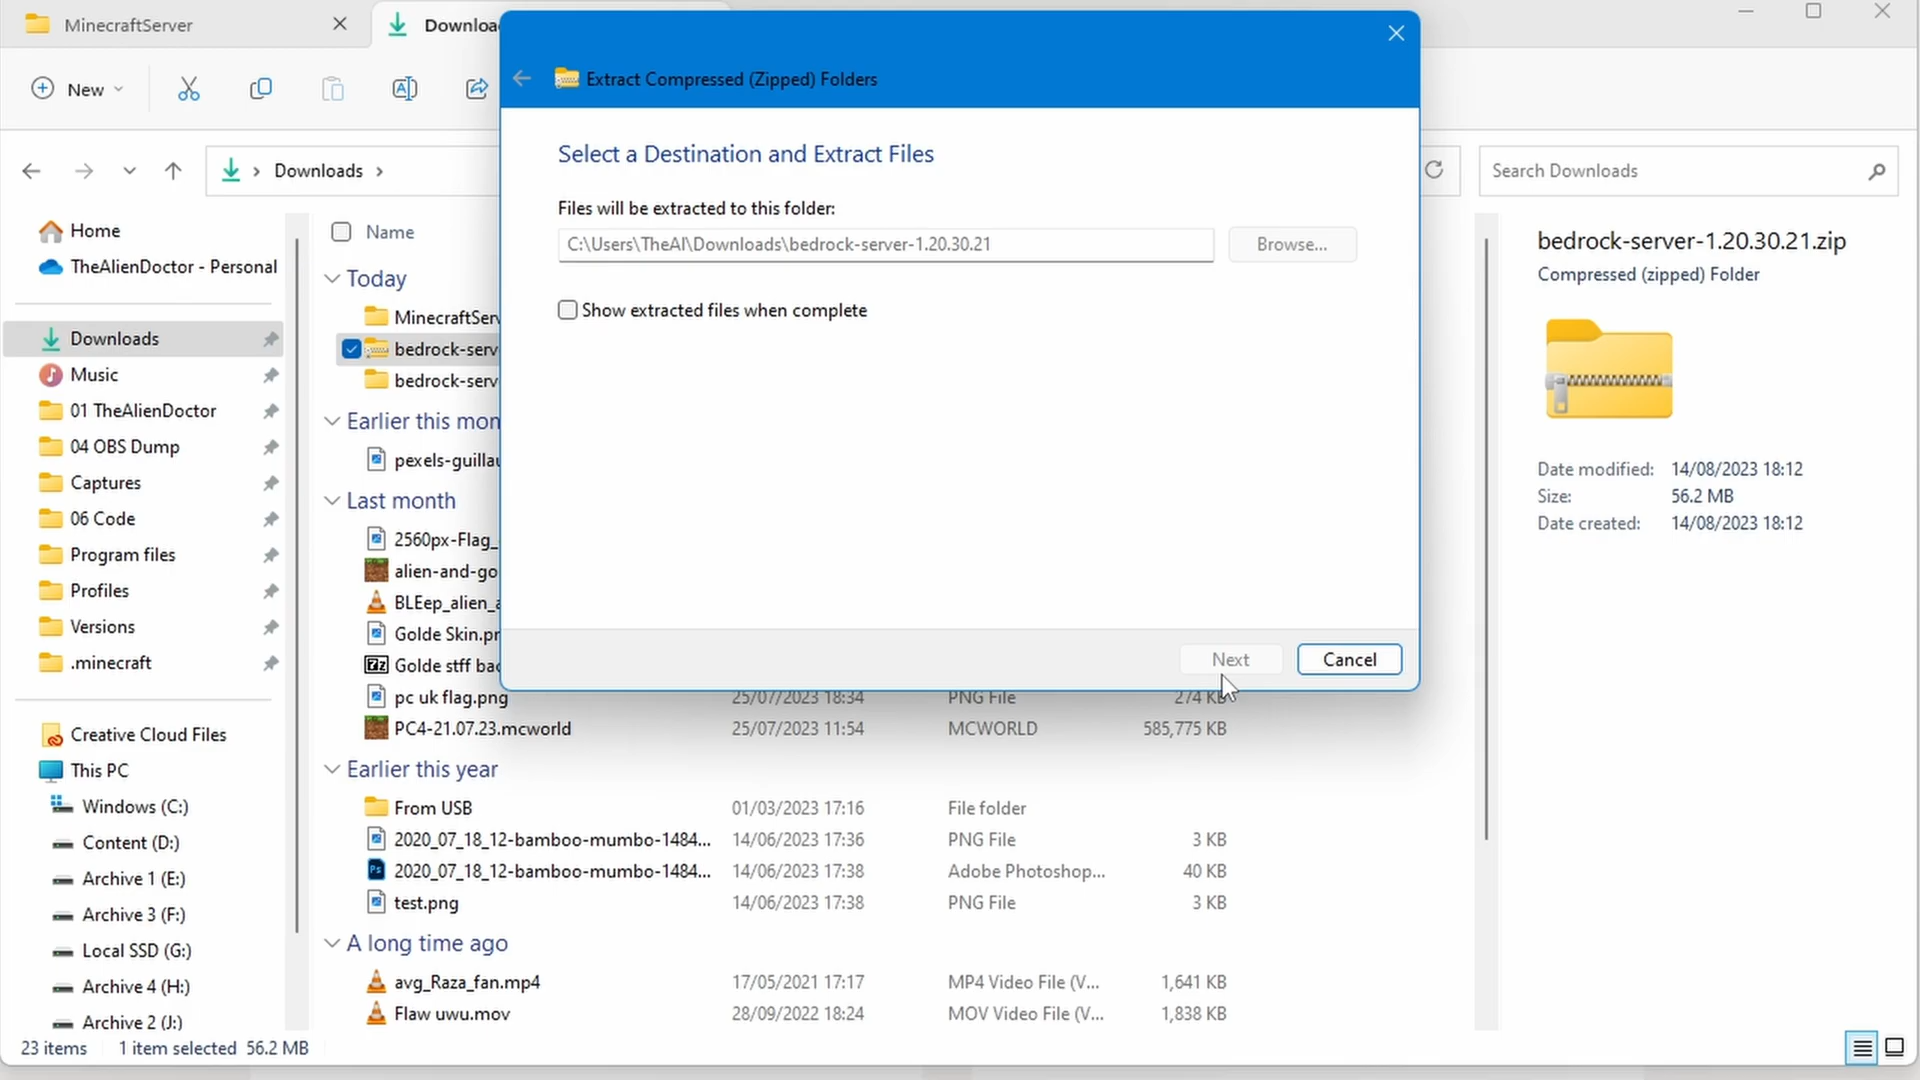 MinecraftServer
Downloa
New
Extract Compressed (Zipped) Folders
Downloads
Search Downloads
Select a Destination and Extract Files
Files will be extracted to this folder:
C:\Users\TheAl\Downloads\bedrock-server-1.20.30.21
Browse...
Show extracted files when complete
Next
Cancel
Home
TheAlienDoctor - Personal
Downloads
Music
01 TheAlienDoctor
04 OBS Dump
Captures
06 Code
Program files
Profiles
Versions
.minecraft
Creative Cloud Files
This PC
Windows (C:)
Content (D:)
Archive 1 (E:)
Archive 3 (F:)
Local SSD (G:)
Archive 4 (H:)
Archive 2 (J:)
Name
Today
MinecraftServ
bedrock-serv
bedrock-serv
Earlier this mon
pexels-guillau
Last month
2560px-Flag_
alien-and-go
BLEep_alien_a
Golde Skin.pr
Golde stff bac
pc uk flag.png 25/07/2023 18:34 PNG File 274 KB
PC4-21.07.23.mcworld 25/07/2023 11:54 MCWORLD 585,775 KB
Earlier this year
From USB 01/03/2023 17:16 File folder
2020_07_18_12-bamboo-mumbo-1484... 14/06/2023 17:36 PNG File 3 KB
Ps 2020_07_18_12-bamboo-mumbo-1484... 14/06/2023 17:38 Adobe Photoshop... 40 KB
test.png 14/06/2023 17:38 PNG File 3 KB
A long time ago
avg_Raza_fan.mp4 17/05/2021 17:17 MP4 Video File (V... 1,641 KB
Flaw uwu.mov 28/09/2022 18:24 MOV Video File (V... 1,838 KB
bedrock-server-1.20.30.21.zip
Compressed (zipped) Folder
Date modified: 14/08/2023 18:12
Size: 56.2 MB
Date created: 14/08/2023 18:12
23 items 1 item selected 56.2 MB